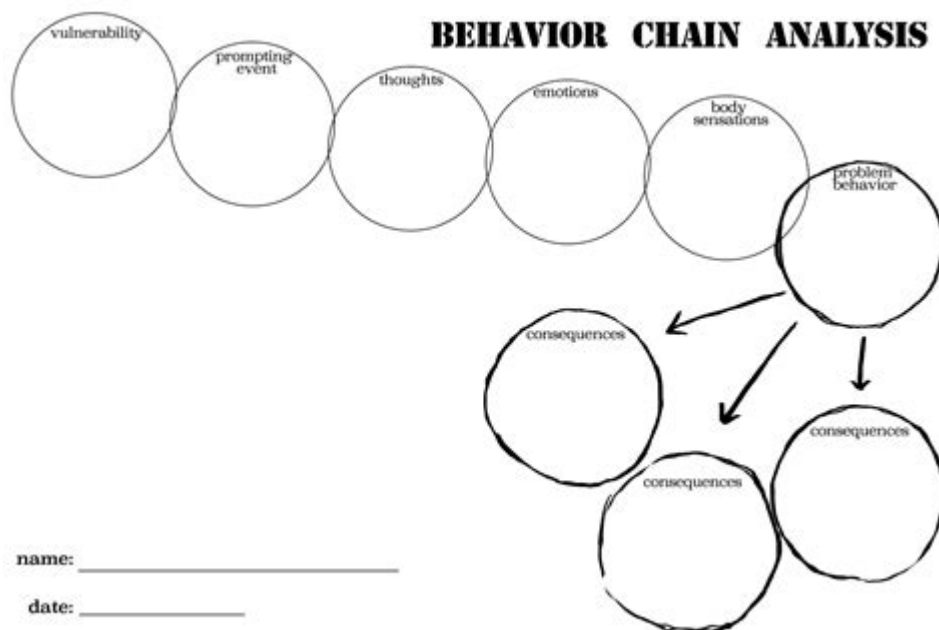 BEHAVIOR CHAIN ANALYSIS
vulnerability
prompting
event
thoughts
emotions
body
sensations
problem
behavior
consequences
consequences
consequences
name:
date: